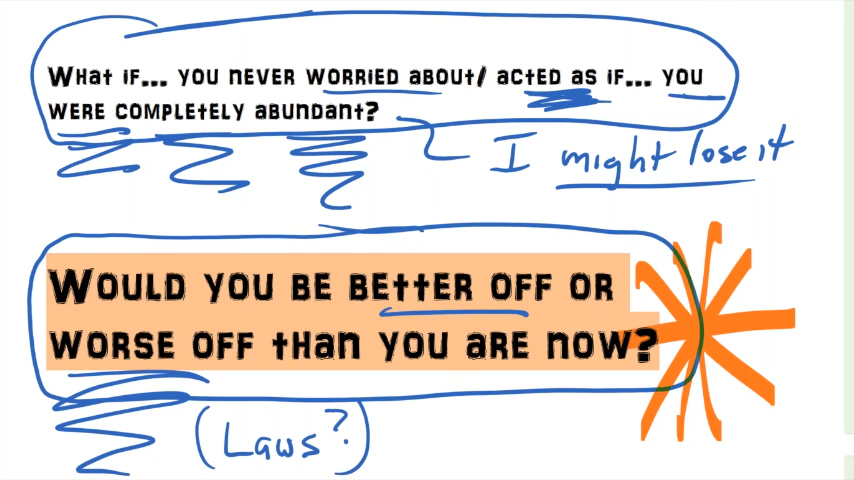 What if... you never worried about/ acted as if... you
were completely abundant?
I might lose it
Would you be better off or
worse off than you are now?
(Laws?)